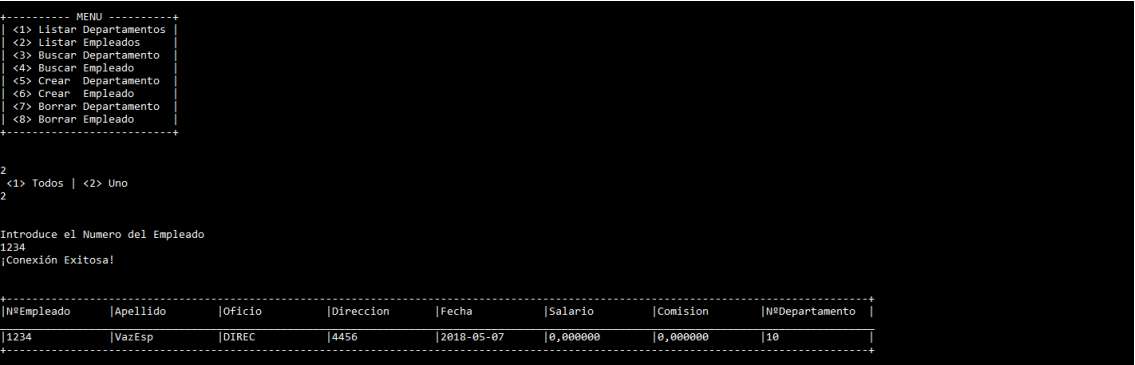 +---------- MENU ----------+
| <1> Listar Departamentos |
| <2> Listar Empleados     |
| <3> Buscar Departamento  |
| <4> Buscar Empleado      |
| <5> Crear  Departamento  |
| <6> Crear  Empleado      |
| <7> Borrar Departamento  |
| <8> Borrar Empleado      |
+--------------------------+
2
 <1> Todos | <2> Uno
2
Introduce el Numero del Empleado
1234
¡Conexión Exitosa!
|NºEmpleado |Apellido |Oficio |Direccion |Fecha |Salario |Comision |NºDepartamento |
|1234 |VazEsp |DIREC |4456 |2018-05-07 |0,000000 |0,000000 |10 |